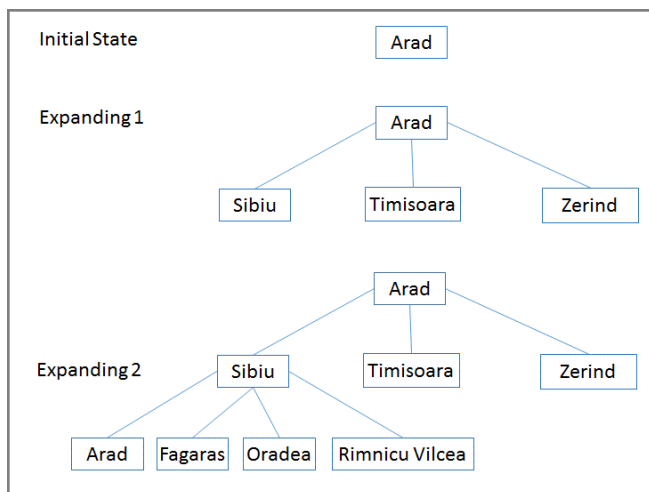 Initial State
Arad
Expanding 1
Arad
Sibiu
Timisoara
Zerind
Arad
Expanding 2
Sibiu
Timisoara
Zerind
Arad
Fagaras
Oradea
Rimnicu Vilcea